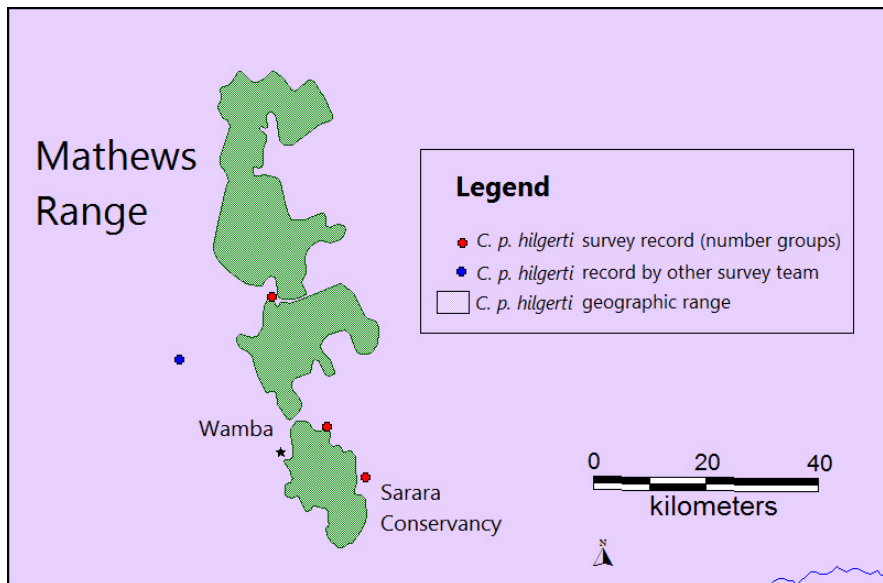 Mathews
Range
Legend
C. p. hilgerti survey record (number groups)
C. p. hilgerti record by other survey team
C. p. hilgerti geographic range
Wamba
Sarara
Conservancy
0 20 40
kilometers
N